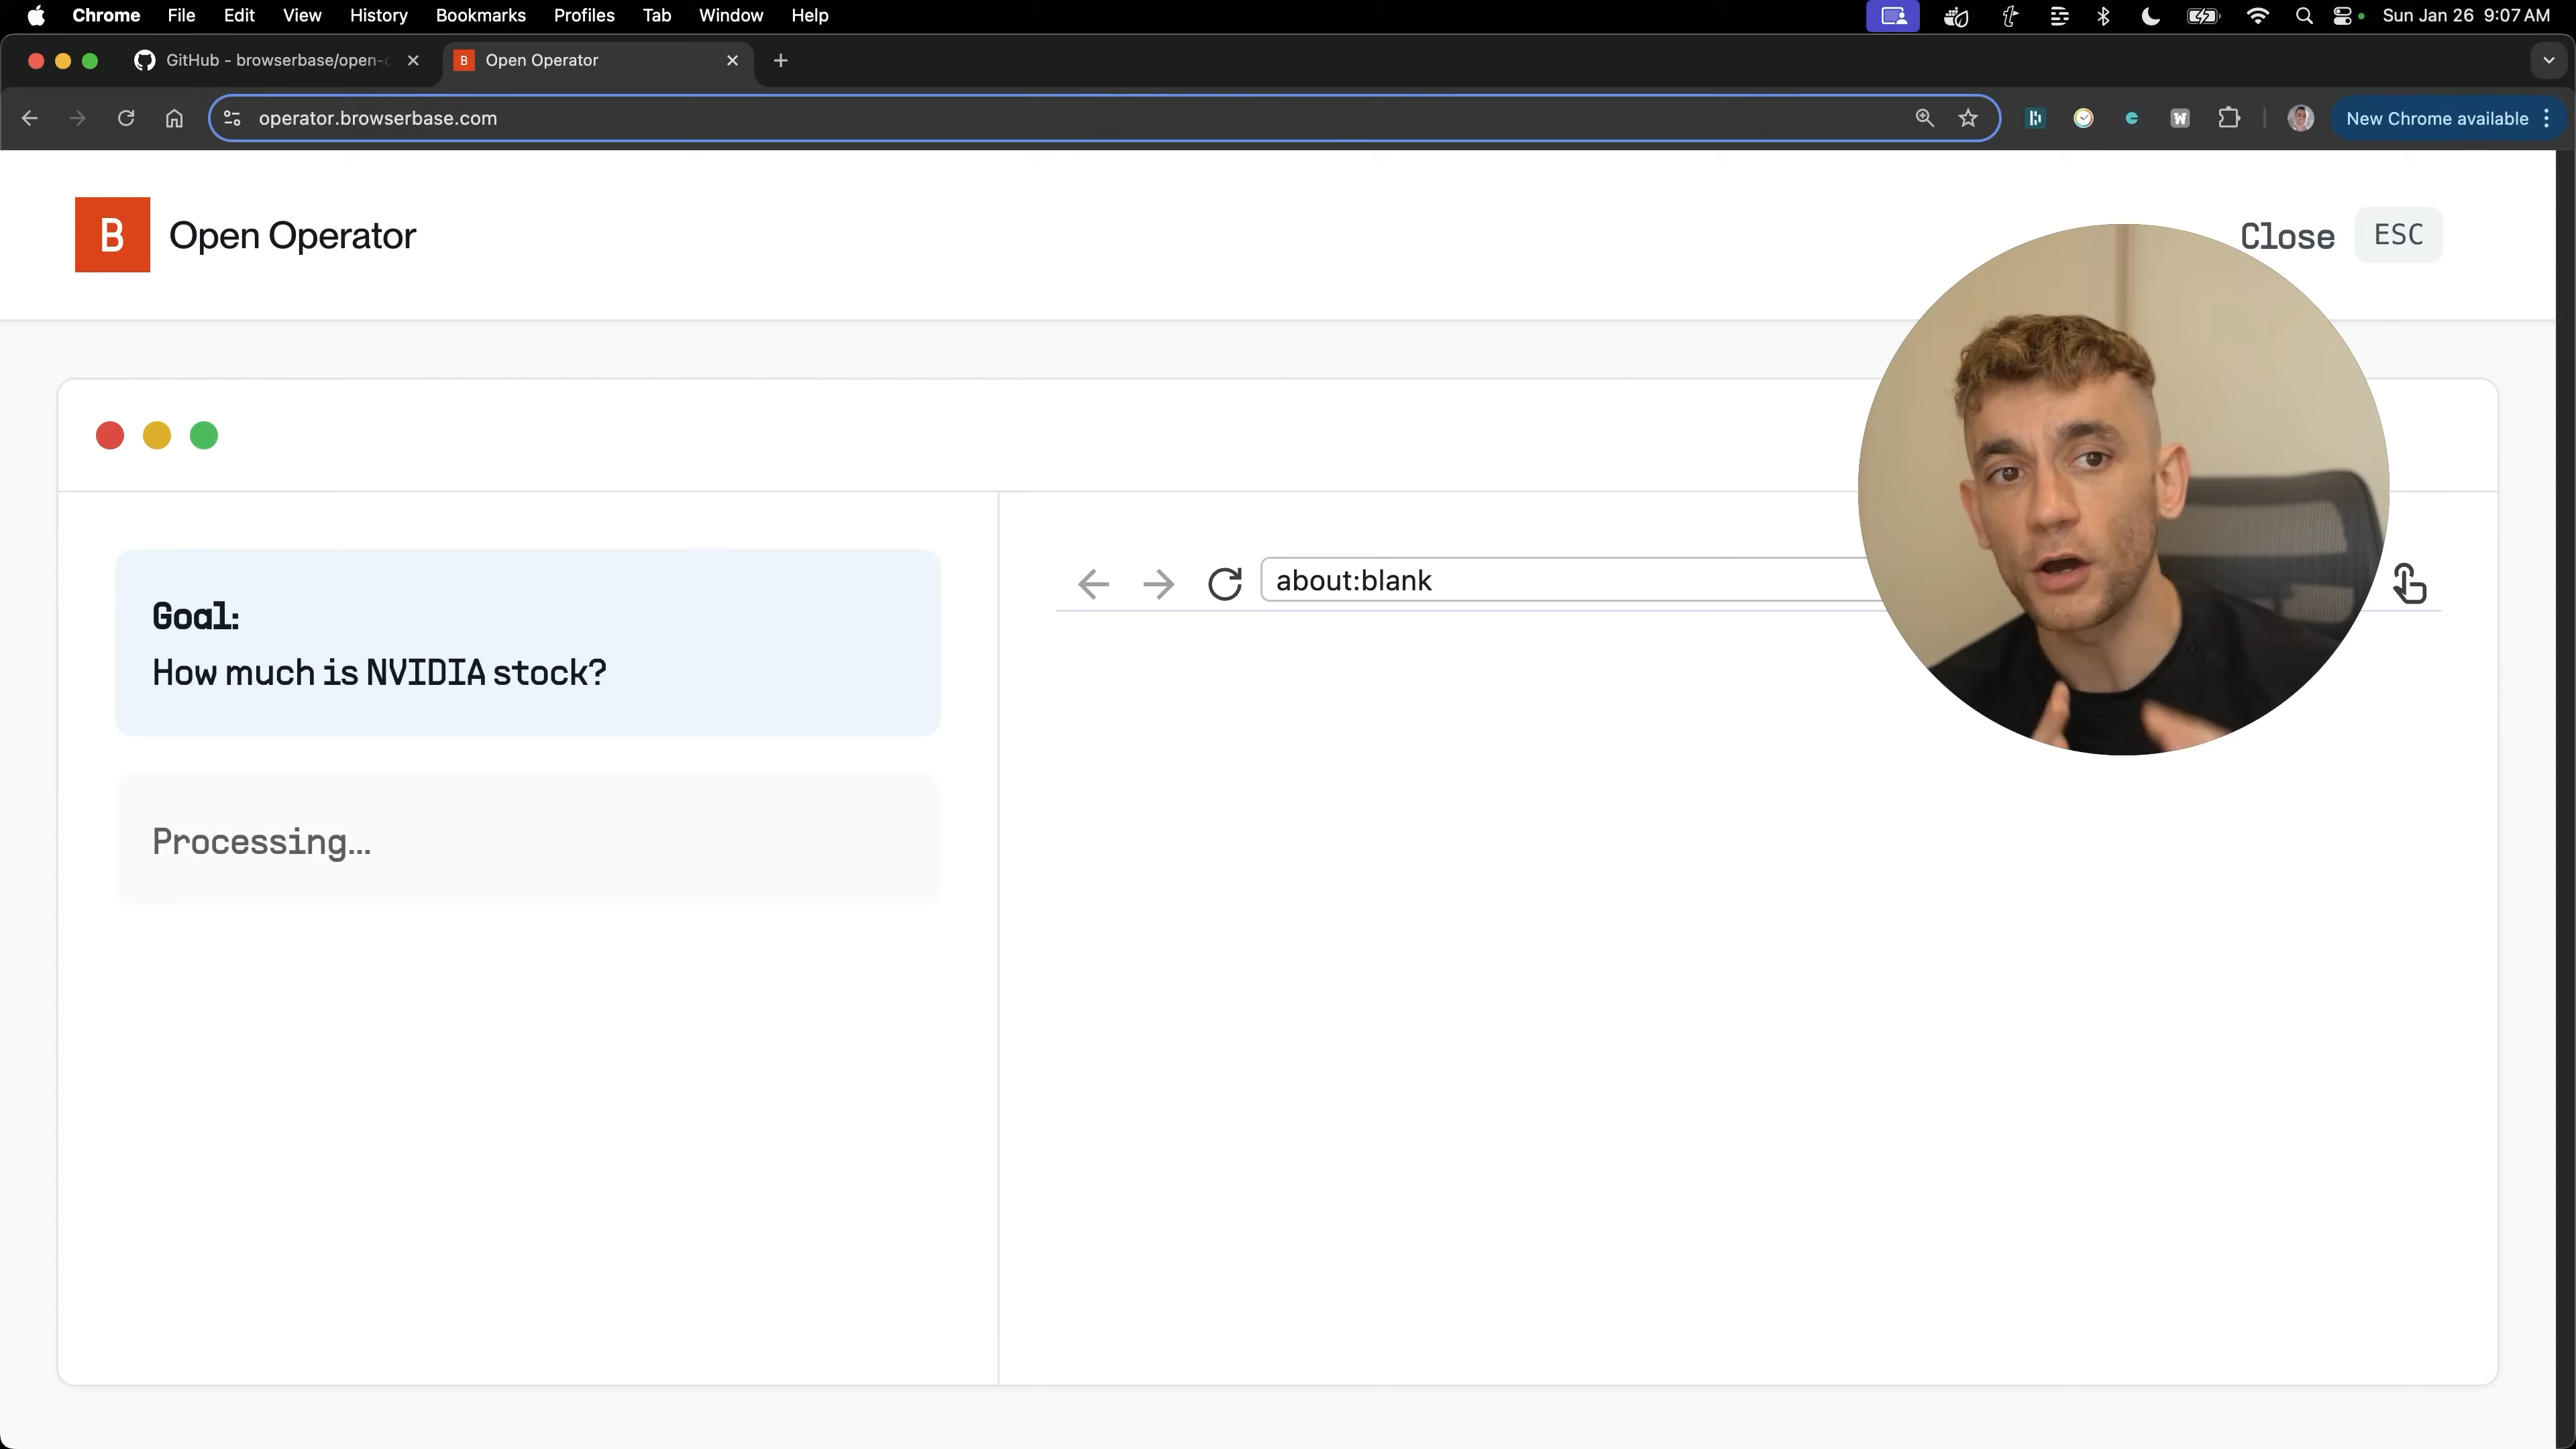 Chrome File Edit View History Bookmarks Profiles Tab Window Help Sun Jan 26 9:07 AM
GitHub - browserbase/open- B Open Operator
operator.browserbase.com W New Chrome available
B Open Operator Close ESC
about:blank
Goal:
How much is NVIDIA stock?
Processing...